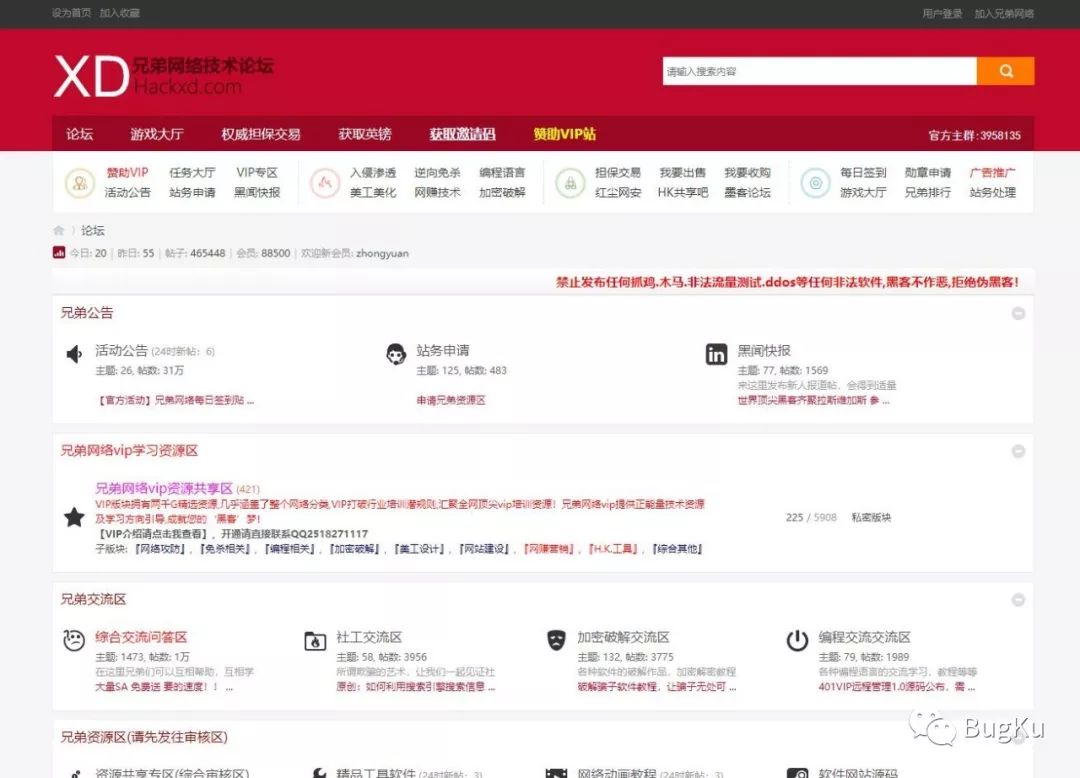 设为首页 加入收藏 用户登录 加入兄弟网络
XD 兄弟网络技术论坛
Hackxd.com
请输入搜索内容
论坛 游戏大厅 权威担保交易 获取英镑 获取邀请码 赞助VIP站 官方主群:3958135
赞助VIP 任务大厅 VIP专区 入侵渗透 逆向免杀 编程语言 担保交易 我要出售 我要收购 每日签到 勋章申请 广告推广
活动公告 站务申请 黑闻快报 美工美化 网赚技术 加密破解 红尘网安 HK共享吧 墨客论坛 游戏大厅 兄弟排行 站务处理
论坛
今日: 20 | 昨日: 55 | 帖子: 465448 | 会员: 88500 | 欢迎新会员: zhongyuan
禁止发布任何抓鸡.木马.非法流量测试.ddos等任何非法软件,黑客不作恶,拒绝伪黑客!
兄弟公告
活动公告 (24时新帖: 6) 站务申请 黑闻快报
主题: 26, 帖数: 31万 主题: 125, 帖数: 483 主题: 77, 帖数: 1569
来这里发布新人报道帖，会得到适量
【官方活动】兄弟网络每日签到贴 ... 申请兄弟资源区 世界顶尖黑客齐聚拉斯维加斯 参 ...
兄弟网络vip学习资源区
兄弟网络vip资源共享区 (421)
VIP版块拥有两千G精选资源,几乎涵盖了整个网络分类,VIP打破行业培训潜规则,汇聚全网顶尖vip培训资源！兄弟网络vip提供正能量技术资源
及学习方向引导,成就您的‘黑客’梦！
【VIP介绍请点击我查看】，开通请直接联系QQ2518271117
子版块:『网络攻防』,『免杀相关』,『编程相关』,『加密破解』,『美工设计』,『网站建设』,『网赚营销』,『H.K.工具』,『综合其他』
225 / 5908 私密版块
兄弟交流区
综合交流问答区 社工交流区 加密破解交流区 编程交流交流区
主题: 1473, 帖数: 1万 主题: 58, 帖数: 3956 主题: 132, 帖数: 3775 主题: 79, 帖数: 1989
在这里兄弟们可以互相帮助，互相学 所谓欺骗的艺术，让我们一起见证社 各种软件的破解作品，加密解密教程 各种编程语言的交流学习，教程等等
大量SA 免费送 要的速度！！ ... 原创：如何利用搜索引擎搜索信息 ... 破解骗子软件教程，让骗子无处可 ... 401VIP远程管理1.0源码公布，需 ...
兄弟资源区(请先发往审核区)
资源共享专区(综合审核区) 精品工具软件 (24时新帖: 3) 网络动画教程 (24时新帖: 3) 软件网站源码
BugKu